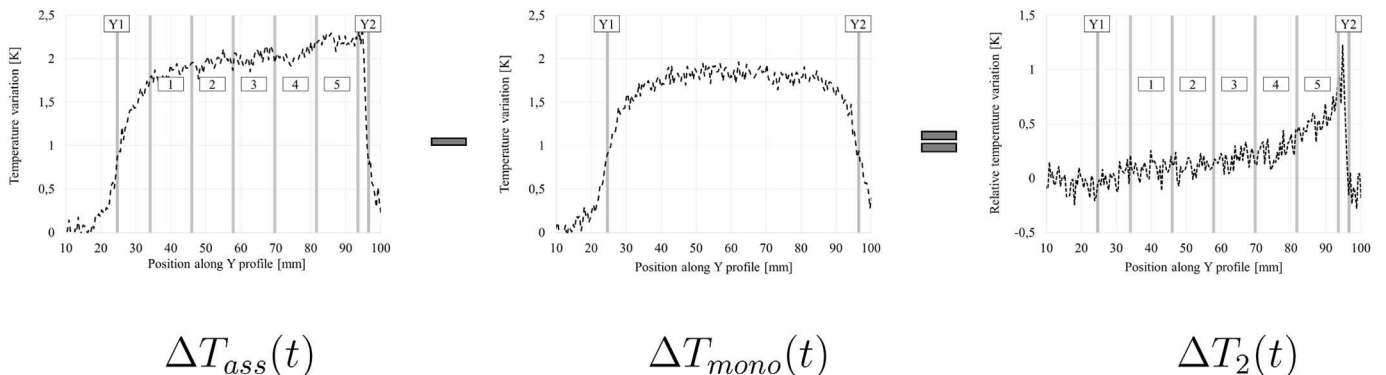 Temperature variation [K]
2,5
2
1,5
1
0,5
0
Y1
Y2
1
2
3
4
5
10 20 30 40 50 60 70 80 90 100
Position along Y profile [mm]
Temperature variation [K]
2,5
2
1,5
1
0,5
0
Y1
Y2
10 20 30 40 50 60 70 80 90 100
Position along Y profile [mm]
Relative temperature variation [K]
1,5
1
0,5
0
-0,5
Y1
Y2
1
2
3
4
5
10 20 30 40 50 60 70 80 90 100
Position along Y profile [mm]
ΔT_{ass}(t)
ΔT_{mono}(t)
ΔT_2(t)